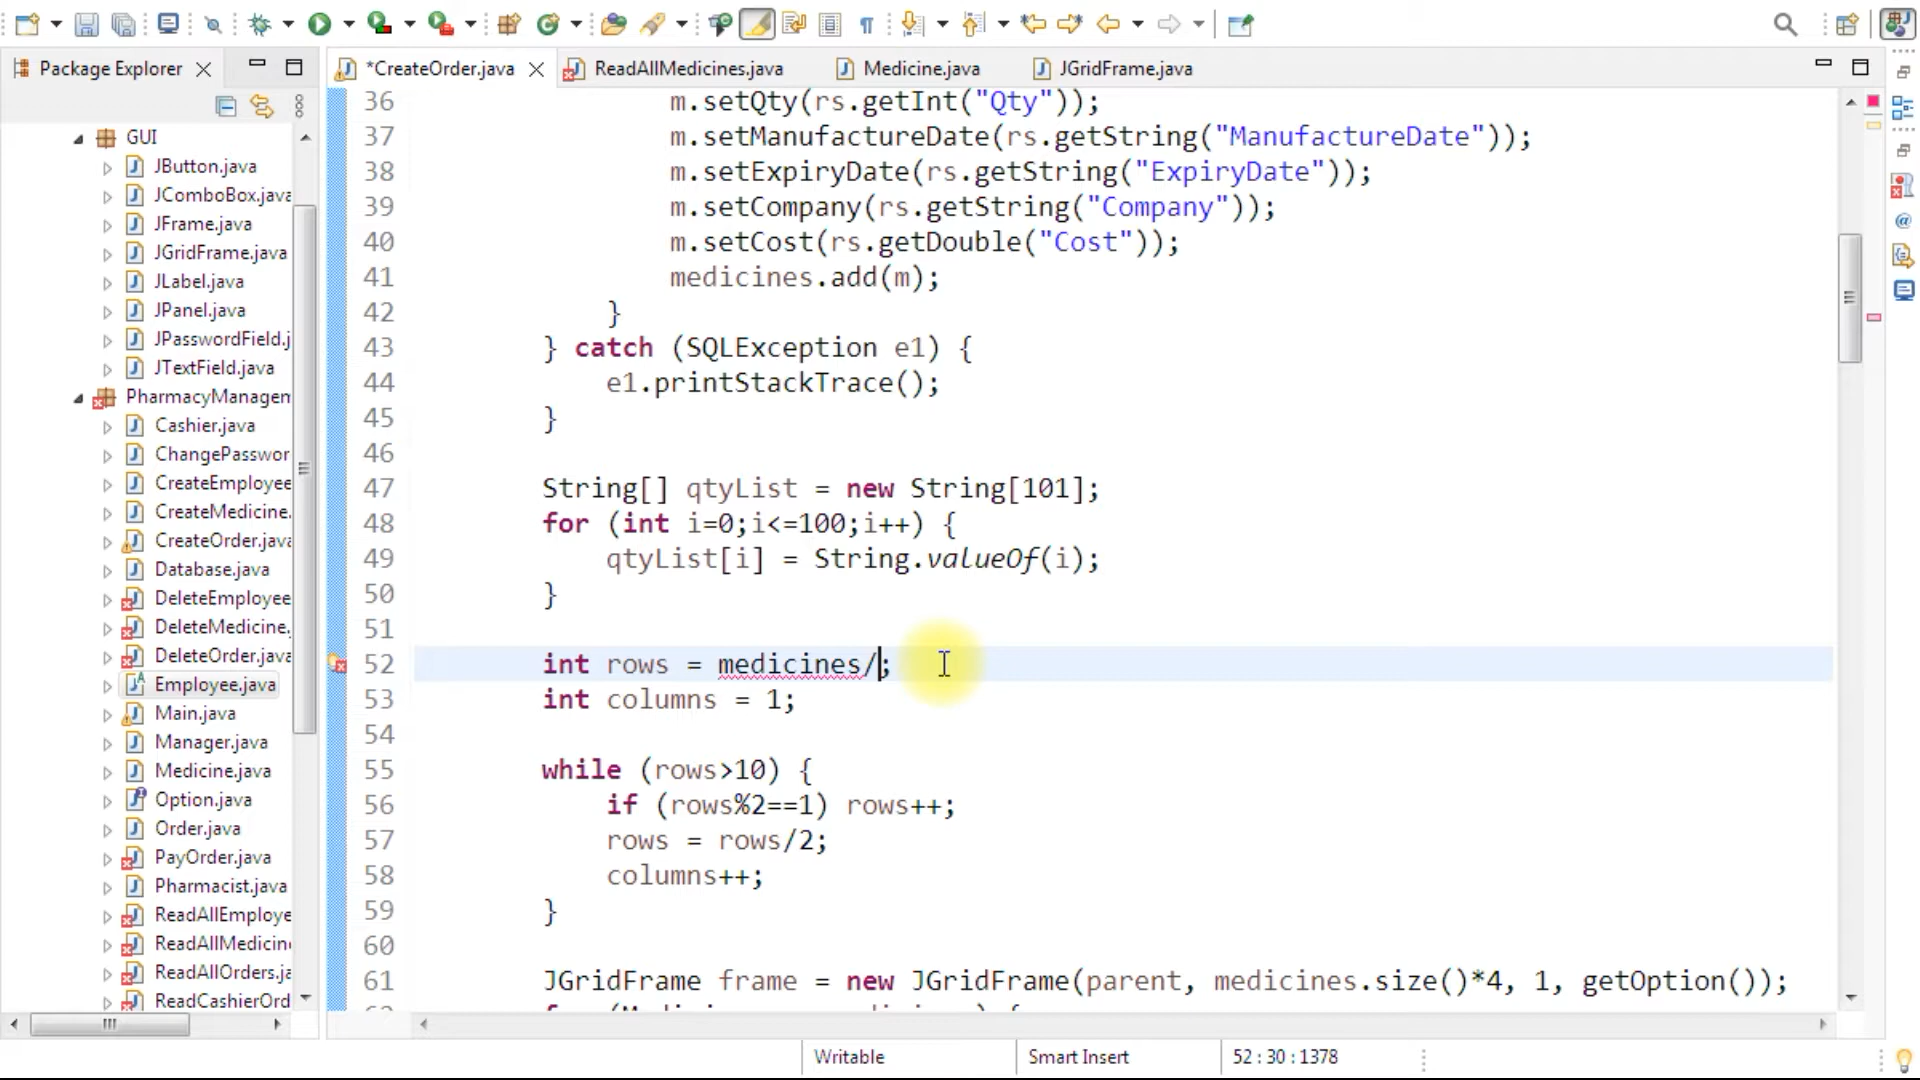 Package Explorer
*CreateOrder.java
ReadAllMedicines.java
Medicine.java
JGridFrame.java
GUI
JButton.java
JComboBox.java
JFrame.java
JGridFrame.java
JLabel.java
JPanel.java
JPasswordField.j
JTextField.java
PharmacyManagem
Cashier.java
ChangePasswor
CreateEmployee
CreateMedicine.
CreateOrder.java
Database.java
DeleteEmployee
DeleteMedicine.
DeleteOrder.java
Employee.java
Main.java
Manager.java
Medicine.java
Option.java
Order.java
PayOrder.java
Pharmacist.java
ReadAllEmploye
ReadAllMedicin
ReadAllOrders.ja
ReadCashierOrd
36 m.setQty(rs.getInt("Qty"));
37 m.setManufactureDate(rs.getString("ManufactureDate"));
38 m.setExpiryDate(rs.getString("ExpiryDate"));
39 m.setCompany(rs.getString("Company"));
40 m.setCost(rs.getDouble("Cost"));
41 medicines.add(m);
42 }
43 } catch (SQLException e1) {
44 e1.printStackTrace();
45 }
46
47 String[] qtyList = new String[101];
48 for (int i=0;i<=100;i++) {
49 qtyList[i] = String.valueOf(i);
50 }
51
52 int rows = medicines/;
53 int columns = 1;
54
55 while (rows>10) {
56 if (rows%2==1) rows++;
57 rows = rows/2;
58 columns++;
59 }
60
61 JGridFrame frame = new JGridFrame(parent, medicines.size()*4, 1, getOption());
Writable
Smart Insert
52 : 30 : 1378